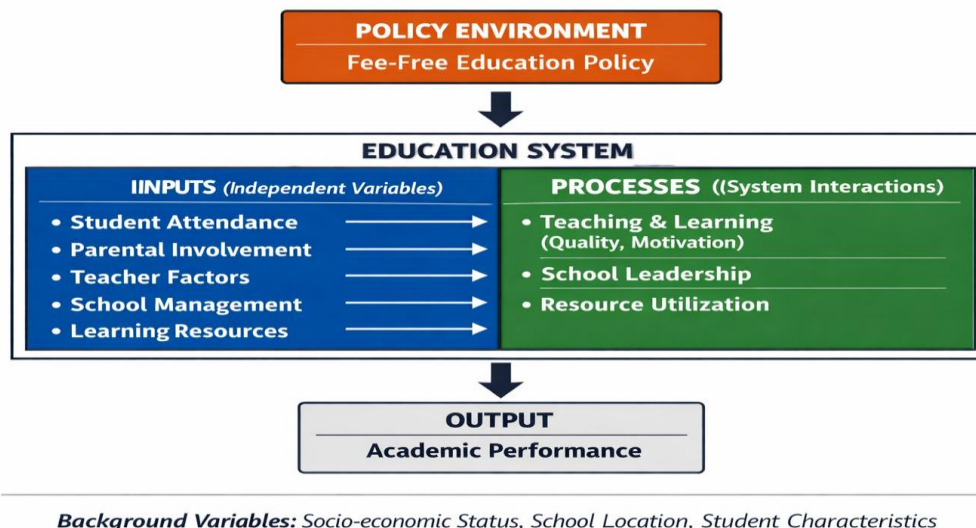 POLICY ENVIRONMENT
Fee-Free Education Policy
EDUCATION SYSTEM
IINPUTS (Independent Variables)
• Student Attendance
• Parental Involvement
• Teacher Factors
• School Management
• Learning Resources
PROCESSES ((System Interactions)
• Teaching & Learning
(Quality, Motivation)
• School Leadership
• Resource Utilization
OUTPUT
Academic Performance
Background Variables: Socio-economic Status, School Location, Student Characteristics